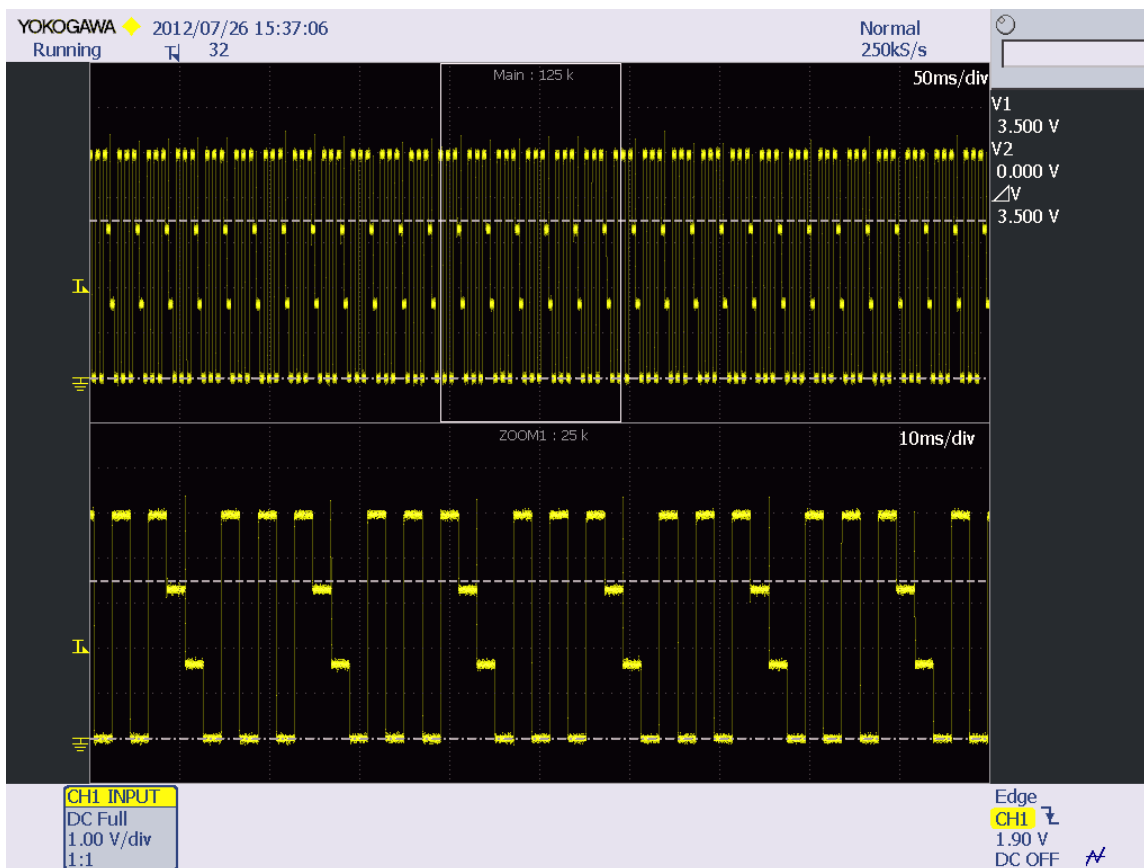 YOKOGAWA 2012/07/26 15:37:06
Normal
Running 32
250kS/s
Main : 125 k
50ms/div
V1
3.500 V
V2
0.000 V
⊿V
3.500 V
ZOOM1 : 25 k
10ms/div
CH1 INPUT
DC Full
1.00 V/div
1:1
Edge
CH1
1.90 V
DC OFF